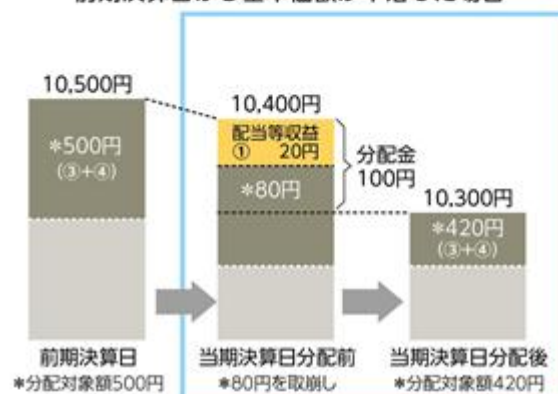 10,500円
*500円
(③+④)
10,400円
配当等収益
① 20円
*80円
分配金
100円
10,300円
*420円
(③+④)
前期決算日
*分配対象額500円
当期決算日分配前
*80円を取崩し
当期決算日分配後
*分配対象額420円